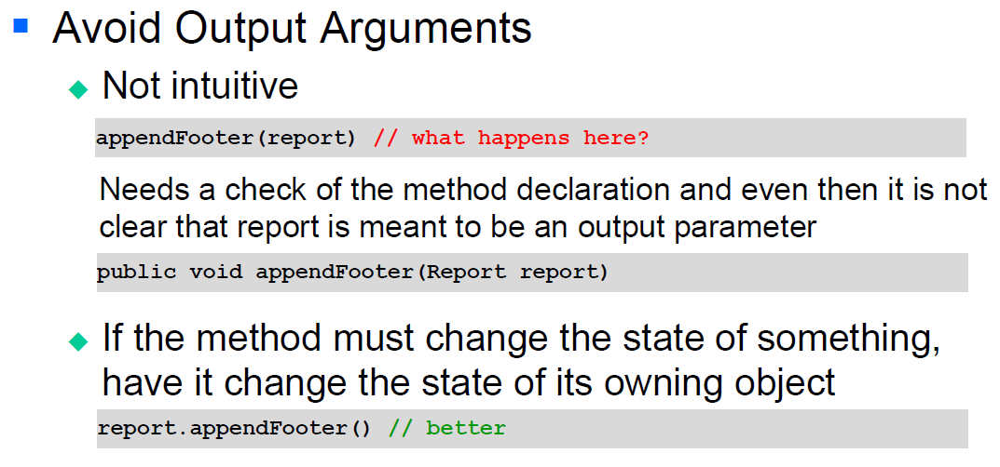 Avoid Output Arguments
Not intuitive
appendFooter(report) // what happens here?
Needs a check of the method declaration and even then it is not
clear that report is meant to be an output parameter
public void appendFooter(Report report)
If the method must change the state of something,
have it change the state of its owning object
report.appendFooter() // better